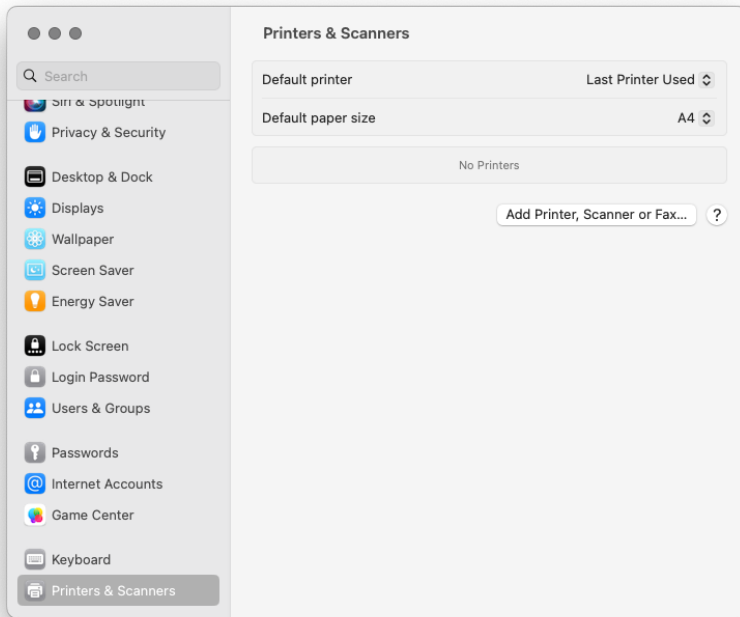 Search
Siri & Spotlight
Privacy & Security
Desktop & Dock
Displays
Wallpaper
Screen Saver
Energy Saver
Lock Screen
Login Password
Users & Groups
Passwords
Internet Accounts
Game Center
Keyboard
Printers & Scanners
Printers & Scanners
Default printer Last Printer Used
Default paper size A4
No Printers
Add Printer, Scanner or Fax... ?